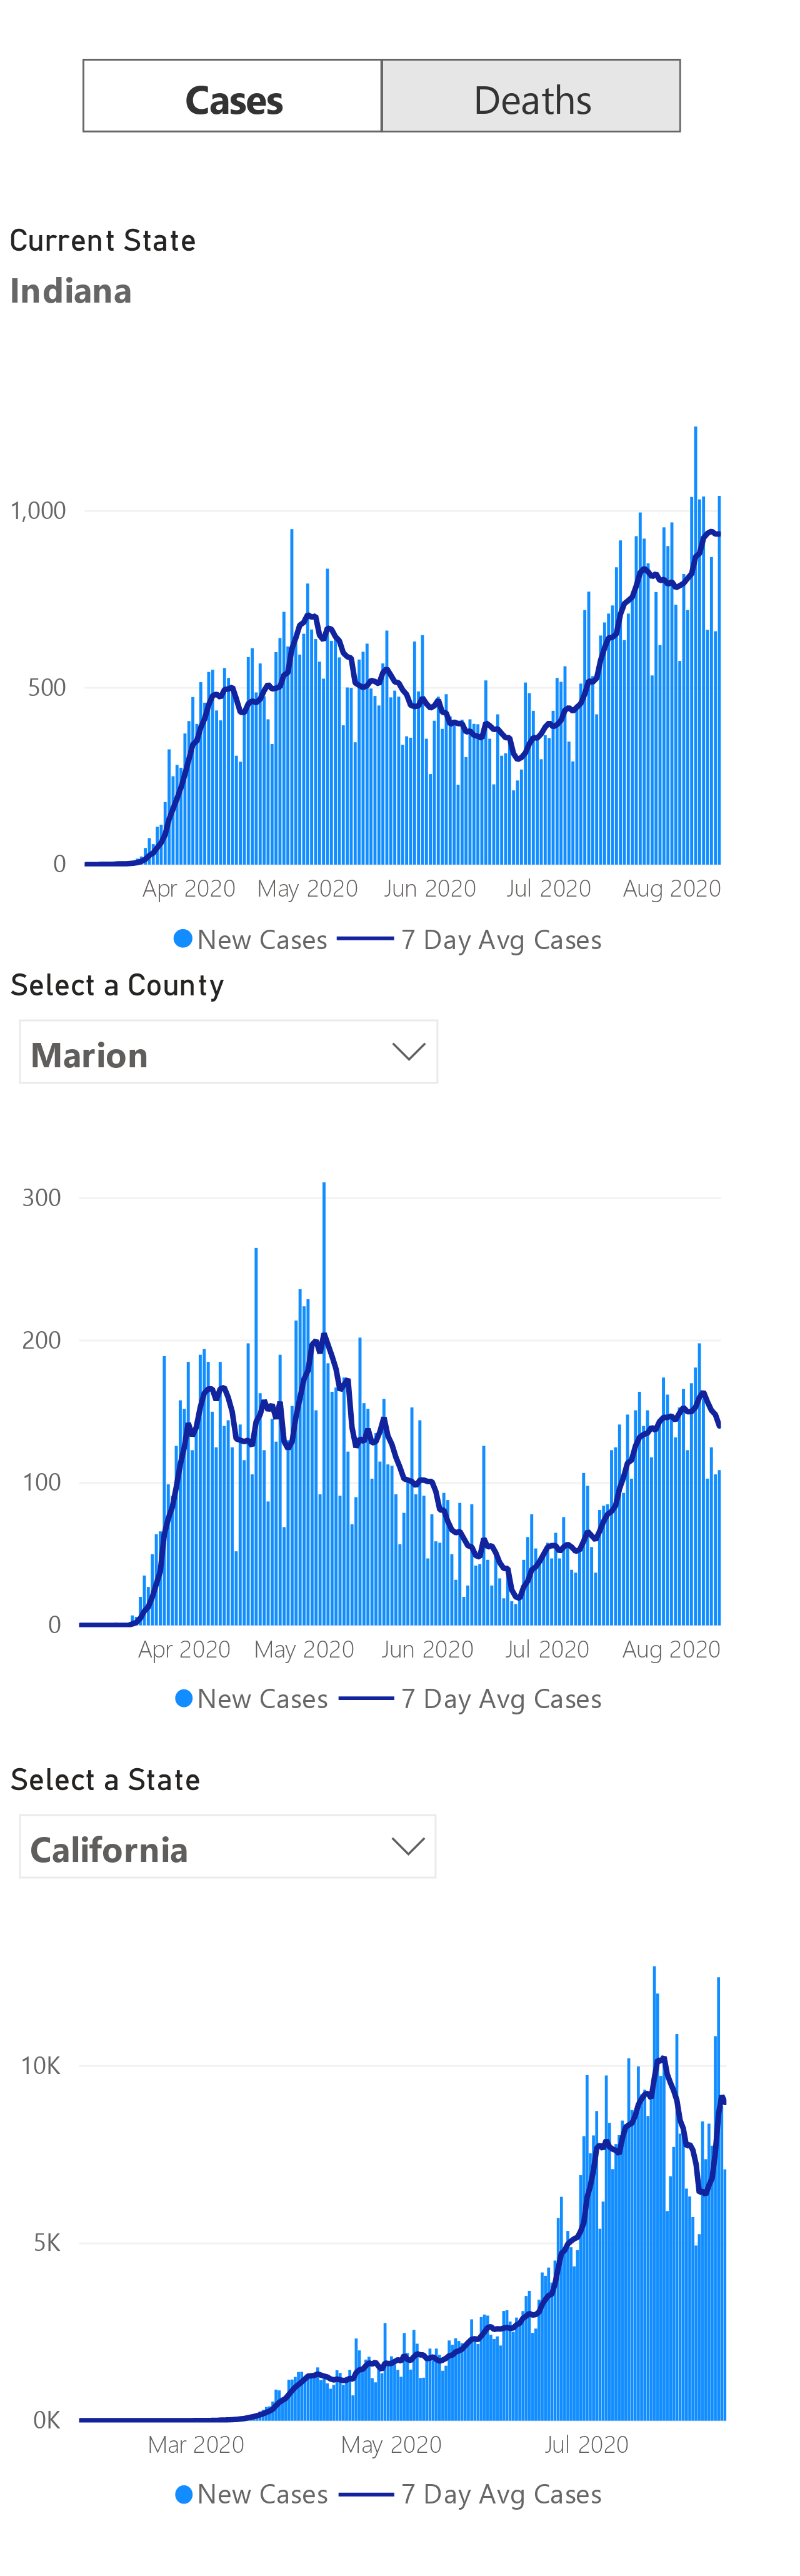 Cases Deaths
Current State
Indiana
1,000
500
0
Apr 2020 May 2020 Jun 2020 Jul 2020 Aug 2020
New Cases 7 Day Avg Cases
Select a County
Marion
300
200
100
0
Apr 2020 May 2020 Jun 2020 Jul 2020 Aug 2020
New Cases 7 Day Avg Cases
Select a State
California
10K
5K
0K
Mar 2020 May 2020 Jul 2020
New Cases 7 Day Avg Cases